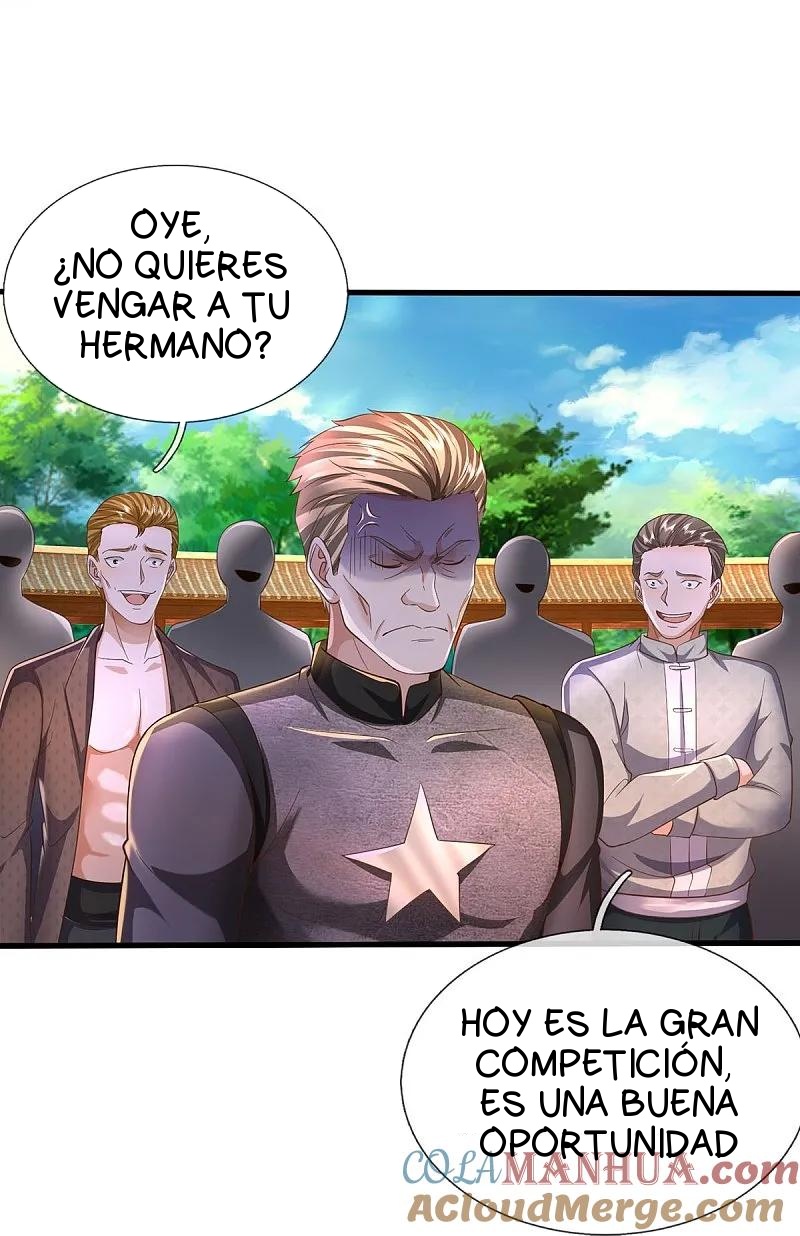 OYE,
¿NO QUIERES
VENGAR A TU
HERMANO?
HOY ES LA GRAN
COMPETICIÓN,
ES UNA BUENA
OPORTUNIDAD
COLAMANHUA.com
AcloudMerge.com